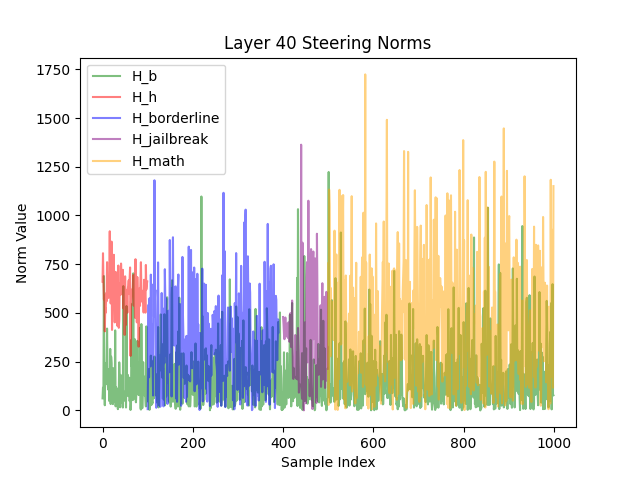 Layer 40 Steering Norms
Norm Value
1750
1500
1250
1000
750
500
250
0
H_b
H_h
H_borderline
H_jailbreak
H_math
0 200 400 600 800 1000
Sample Index